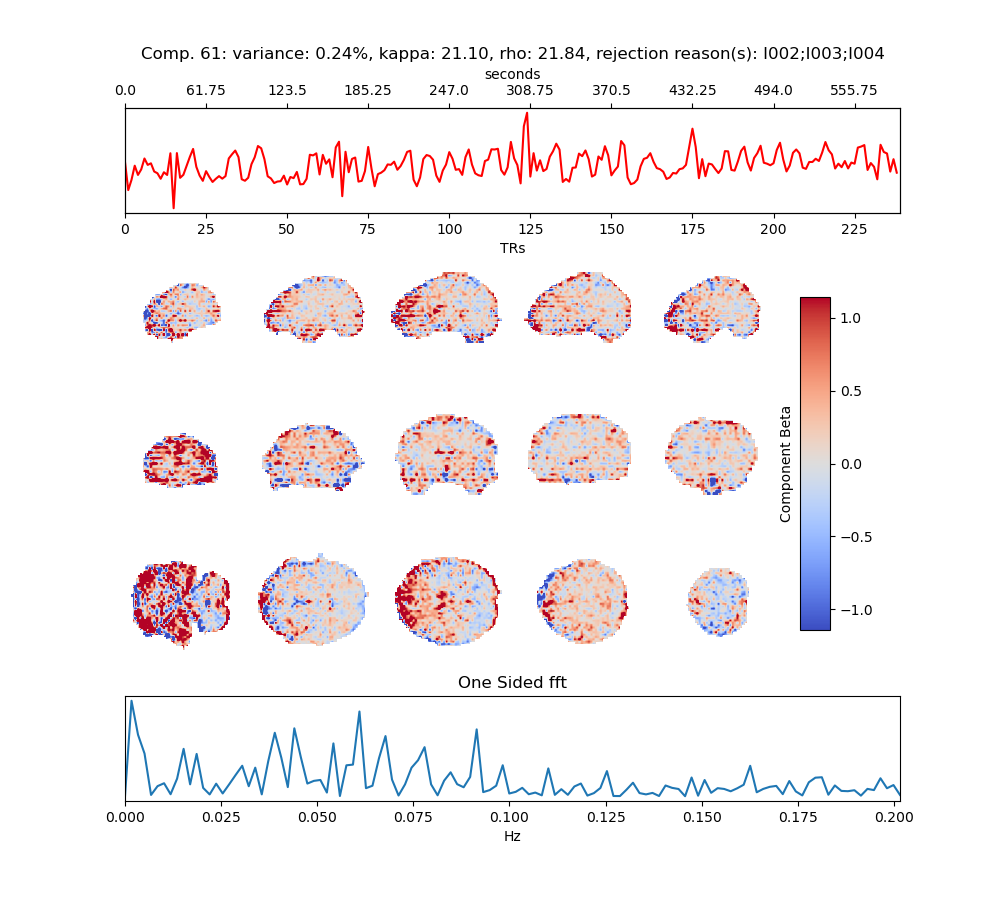 Comp. 61: variance: 0.24%, kappa: 21.10, rho: 21.84, rejection reason(s): I002;I003;I004
seconds
0.0 61.75 123.5 185.25 247.0 308.75 370.5 432.25 494.0 555.75
0 25 50 75 100 125 150 175 200 225
TRs
1.0
0.5
0.0
−0.5
−1.0
Component Beta
One Sided fft
0.000 0.025 0.050 0.075 0.100 0.125 0.150 0.175 0.200
Hz